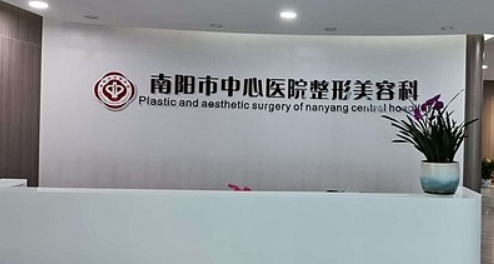 南阳市中心医院整形美容科
Plastic and aesthetic surgery of nanyang central hospital